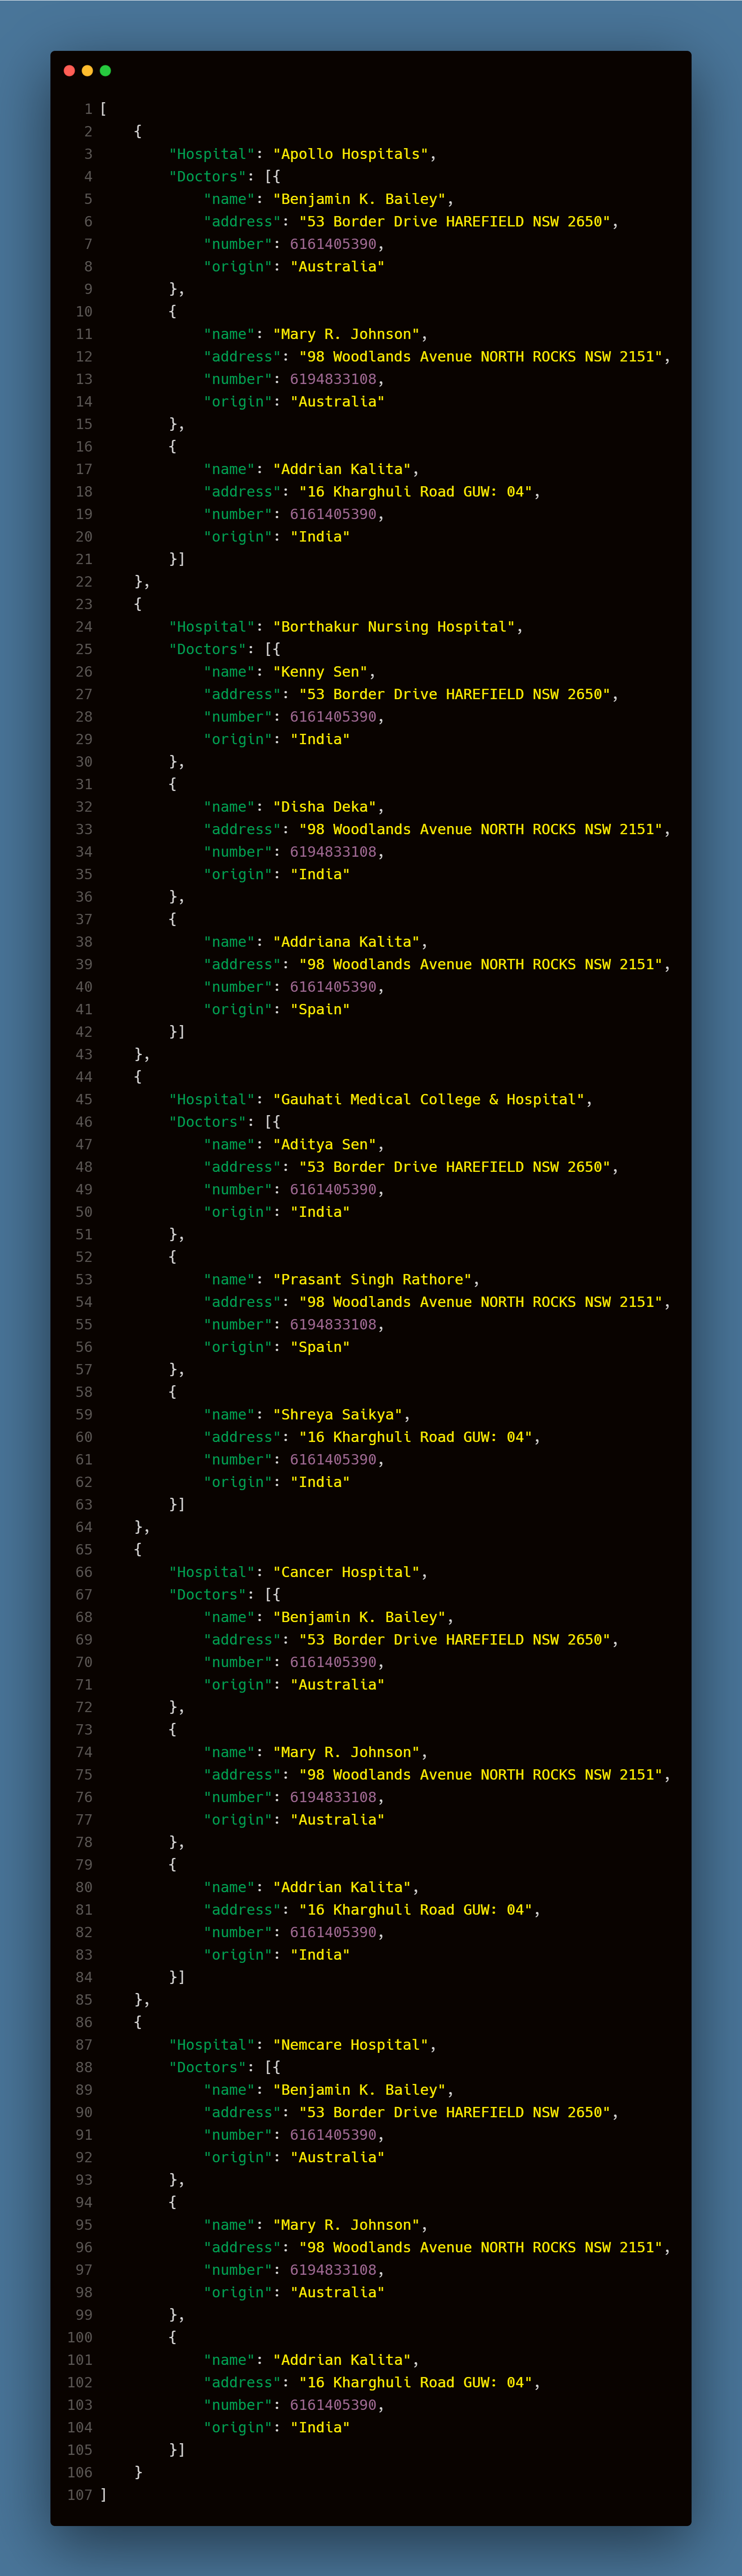 1 [
2     {
3         "Hospital": "Apollo Hospitals",
4         "Doctors": [{
5             "name": "Benjamin K. Bailey",
6             "address": "53 Border Drive HAREFIELD NSW 2650",
7             "number": 6161405390,
8             "origin": "Australia"
9         },
10         {
11             "name": "Mary R. Johnson",
12             "address": "98 Woodlands Avenue NORTH ROCKS NSW 2151",
13             "number": 6194833108,
14             "origin": "Australia"
15         },
16         {
17             "name": "Addrian Kalita",
18             "address": "16 Kharghuli Road GUW: 04",
19             "number": 6161405390,
20             "origin": "India"
21         }]
22     },
23     {
24         "Hospital": "Borthakur Nursing Hospital",
25         "Doctors": [{
26             "name": "Kenny Sen",
27             "address": "53 Border Drive HAREFIELD NSW 2650",
28             "number": 6161405390,
29             "origin": "India"
30         },
31         {
32             "name": "Disha Deka",
33             "address": "98 Woodlands Avenue NORTH ROCKS NSW 2151",
34             "number": 6194833108,
35             "origin": "India"
36         },
37         {
38             "name": "Addriana Kalita",
39             "address": "98 Woodlands Avenue NORTH ROCKS NSW 2151",
40             "number": 6161405390,
41             "origin": "Spain"
42         }]
43     },
44     {
45         "Hospital": "Gauhati Medical College & Hospital",
46         "Doctors": [{
47             "name": "Aditya Sen",
48             "address": "53 Border Drive HAREFIELD NSW 2650",
49             "number": 6161405390,
50             "origin": "India"
51         },
52         {
53             "name": "Prasant Singh Rathore",
54             "address": "98 Woodlands Avenue NORTH ROCKS NSW 2151",
55             "number": 6194833108,
56             "origin": "Spain"
57         },
58         {
59             "name": "Shreya Saikya",
60             "address": "16 Kharghuli Road GUW: 04",
61             "number": 6161405390,
62             "origin": "India"
63         }]
64     },
65     {
66         "Hospital": "Cancer Hospital",
67         "Doctors": [{
68             "name": "Benjamin K. Bailey",
69             "address": "53 Border Drive HAREFIELD NSW 2650",
70             "number": 6161405390,
71             "origin": "Australia"
72         },
73         {
74             "name": "Mary R. Johnson",
75             "address": "98 Woodlands Avenue NORTH ROCKS NSW 2151",
76             "number": 6194833108,
77             "origin": "Australia"
78         },
79         {
80             "name": "Addrian Kalita",
81             "address": "16 Kharghuli Road GUW: 04",
82             "number": 6161405390,
83             "origin": "India"
84         }]
85     },
86     {
87         "Hospital": "Nemcare Hospital",
88         "Doctors": [{
89             "name": "Benjamin K. Bailey",
90             "address": "53 Border Drive HAREFIELD NSW 2650",
91             "number": 6161405390,
92             "origin": "Australia"
93         },
94         {
95             "name": "Mary R. Johnson",
96             "address": "98 Woodlands Avenue NORTH ROCKS NSW 2151",
97             "number": 6194833108,
98             "origin": "Australia"
99         },
100         {
101             "name": "Addrian Kalita",
102             "address": "16 Kharghuli Road GUW: 04",
103             "number": 6161405390,
104             "origin": "India"
105         }]
106     }
107 ]